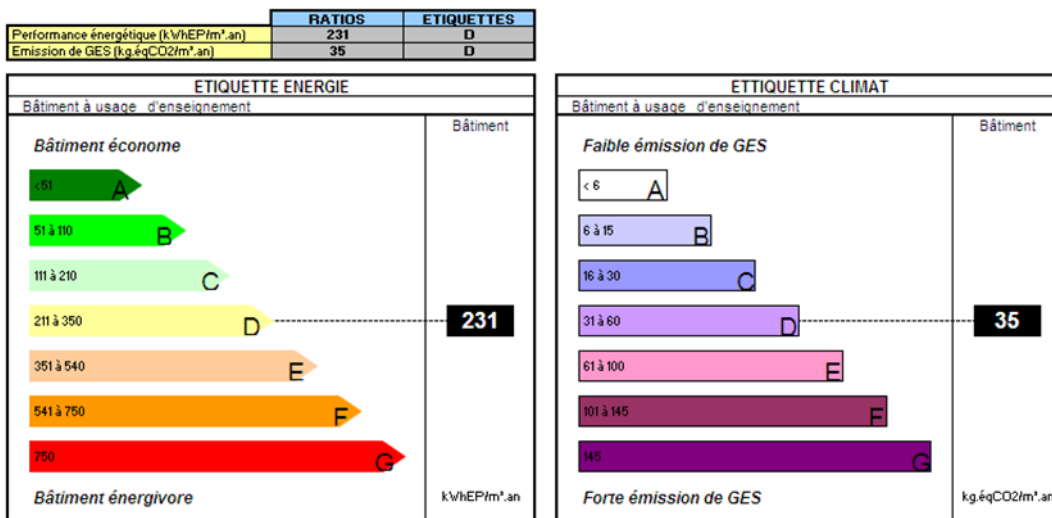 RATIOS ETIQUETTES
Performance énergétique (kWhEP/m².an) 231 D
Emission de GES (kg.éqCO2/m².an) 35 D
ETIQUETTE ENERGIE
Bâtiment à usage d'enseignement
Bâtiment
Bâtiment économe
<51 A
51 à 110 B
111 à 210 C
211 à 350 D 231
351 à 540 E
541 à 750 F
750 G
Bâtiment énergivore kWhEP/m².an
ETTIQUETTE CLIMAT
Bâtiment à usage d'enseignement
Bâtiment
Faible émission de GES
< 6 A
6 à 15 B
16 à 30 C
31 à 60 D 35
61 à 100 E
101 à 145 F
145 G
Forte émission de GES kg.éqCO2/m².an